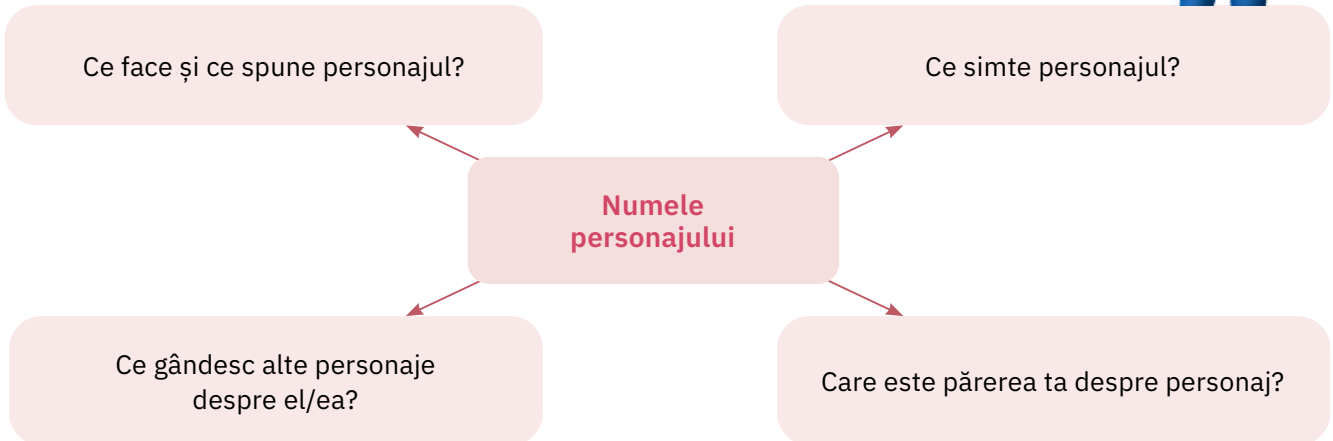 Ce face și ce spune personajul?
Ce simte personajul?
Numele
personajului
Ce gândesc alte personaje
despre el/ea?
Care este părerea ta despre personaj?